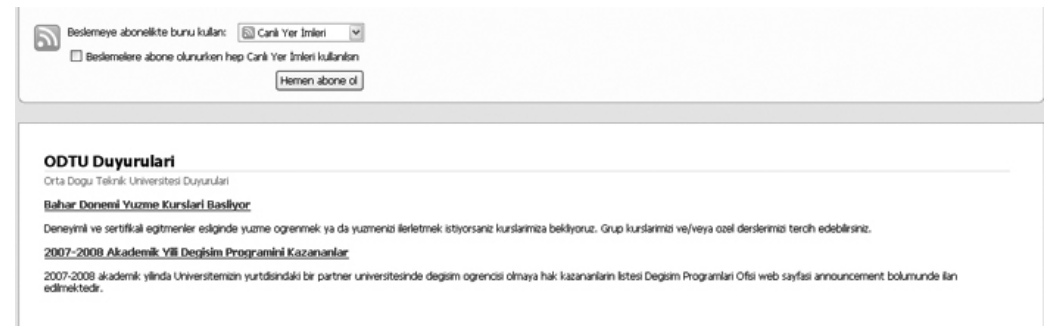 Beslemeye abonelikte bunu kullan: Canlı Yer İmleri
Beslemelere abone olunurken hep Canlı Yer İmleri kullanılsın
Hemen abone ol
ODTU Duyurulari
Orta Dogu Teknik Universitesi Duyurulari
Bahar Donemi Yuzme Kurslari Basliyor
Deneyimli ve sertifikali egitmenler esliginde yuzme ogrenmek ya da yuzmenizi ilerletmek istiyorsaniz kurslarimiza bekliyoruz. Grup kurslarimizi ve/veya ozel derslerimizi tercih edebilirsiniz.
2007-2008 Akademik Yili Degisim Programini Kazananlar
2007-2008 akademik yilinda Universitemizin yurtdisindaki bir partner universitesinde degisim ogrencisi olmaya hak kazananlarin listesi Degisim Programlari Ofisi web sayfasi announcement bolumunde ilan
edilmektedir.